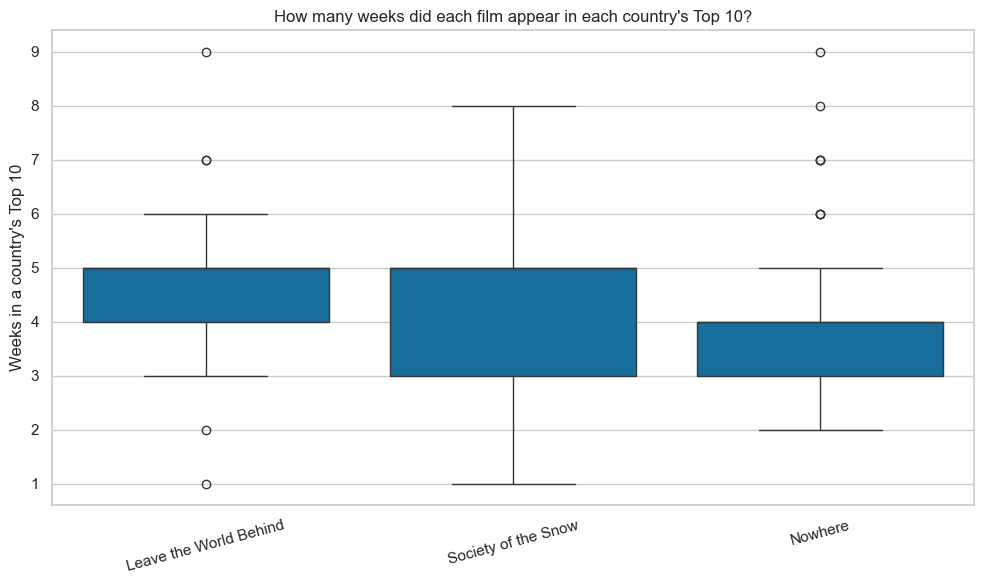 How many weeks did each film appear in each country's Top 10?
Weeks in a country's Top 10
9
8
7
6
5
4
3
2
1
Leave the World Behind
Society of the Snow
Nowhere